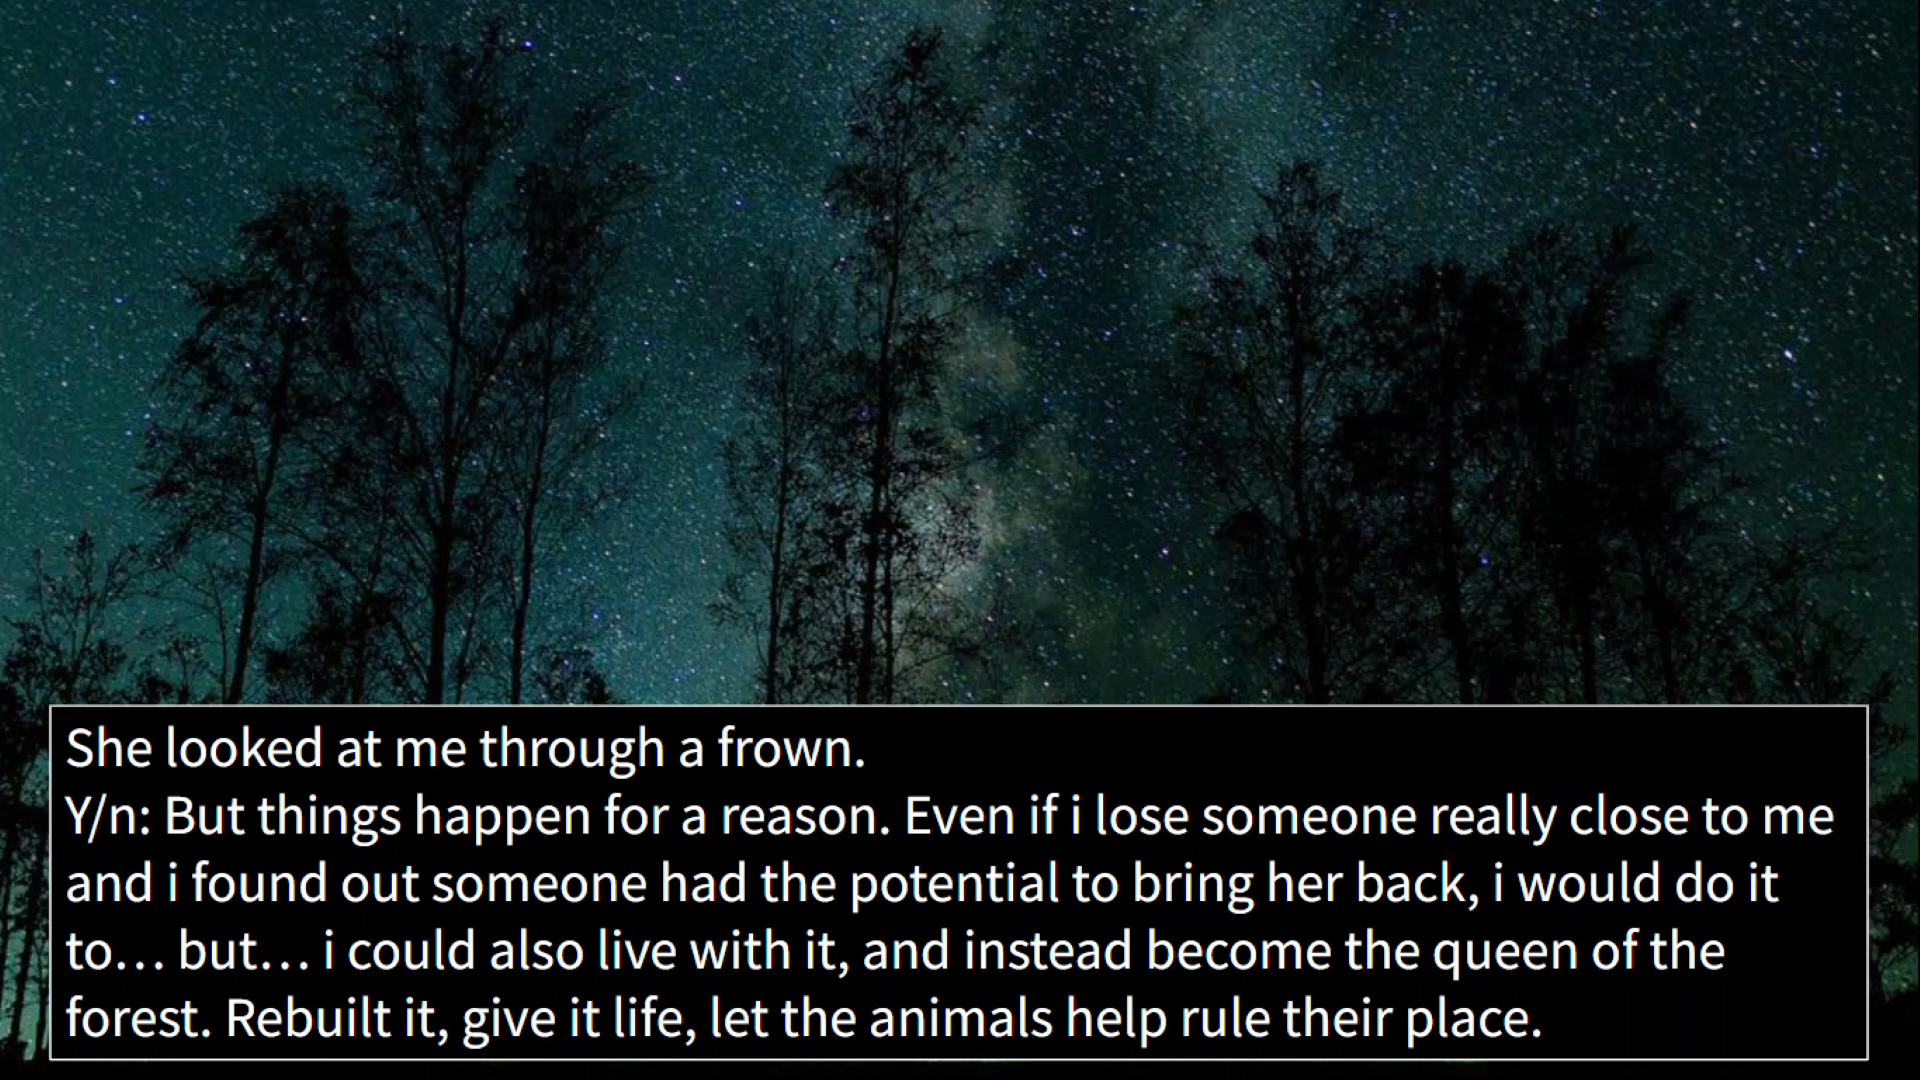 She looked at me through a frown.
Y/n: But things happen for a reason. Even if i lose someone really close to me
and i found out someone had the potential to bring her back, i would do it
to... but... i could also live with it, and instead become the queen of the
forest. Rebuilt it, give it life, let the animals help rule their place.